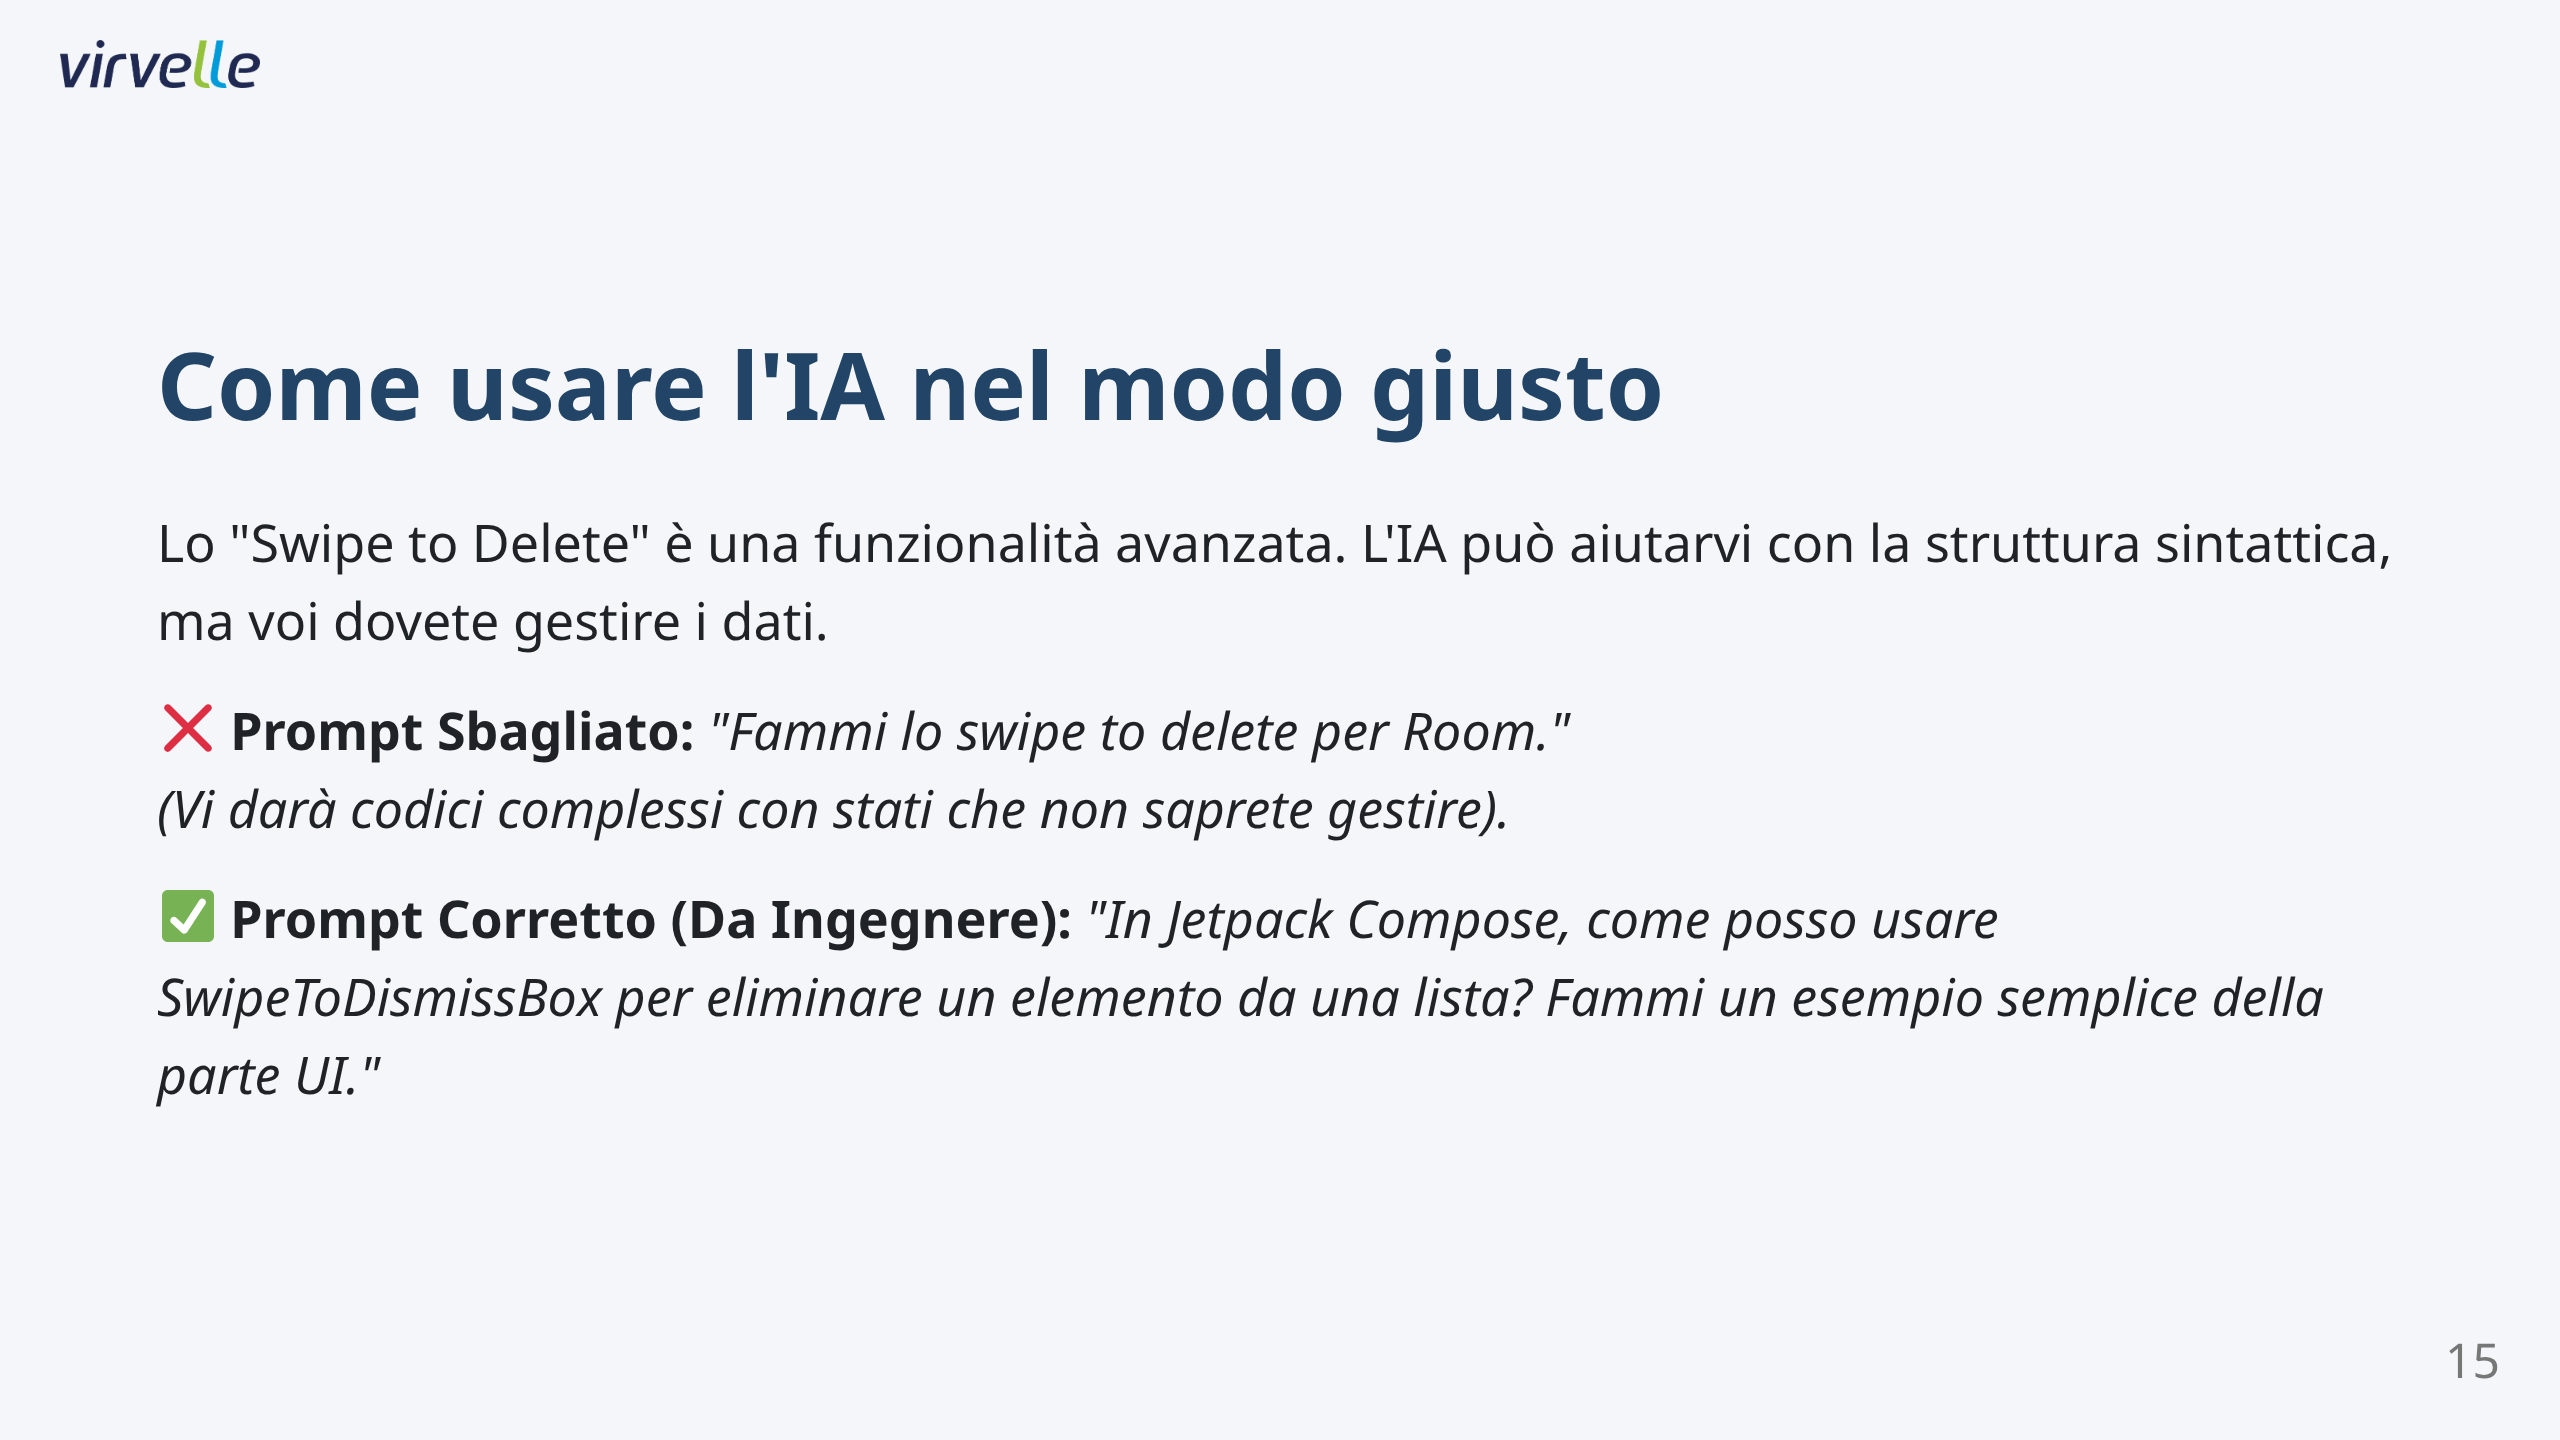 virvelle
Come usare l'IA nel modo giusto
Lo "Swipe to Delete" è una funzionalità avanzata. L'IA può aiutarvi con la struttura sintattica,
ma voi dovete gestire i dati.
❌ Prompt Sbagliato: "Fammi lo swipe to delete per Room."
(Vi darà codici complessi con stati che non saprete gestire).
✅ Prompt Corretto (Da Ingegnere): "In Jetpack Compose, come posso usare
SwipeToDismissBox per eliminare un elemento da una lista? Fammi un esempio semplice della
parte UI."
15